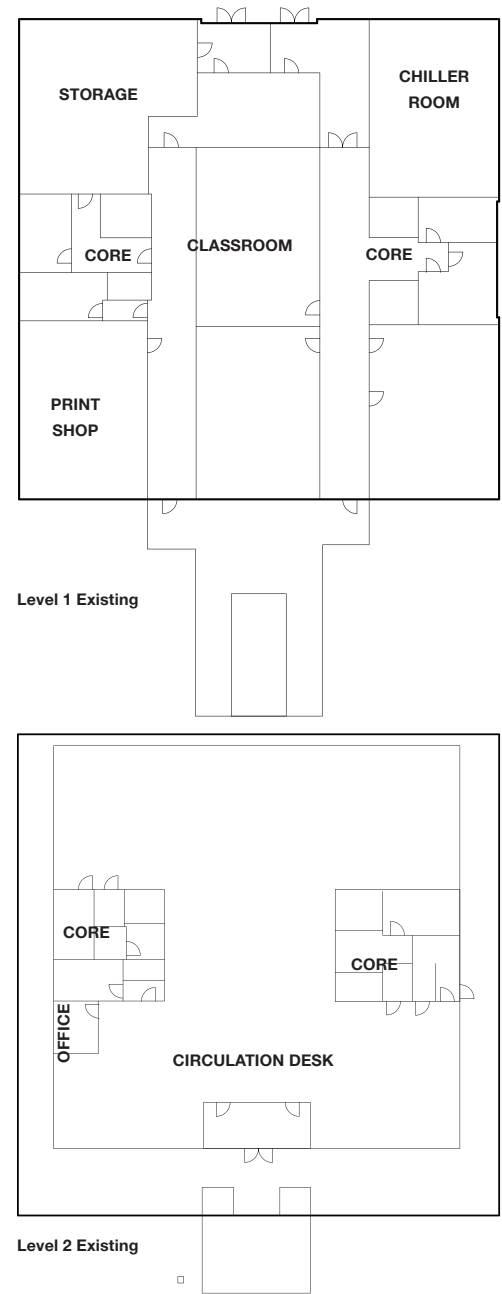 STORAGE
CHILLER
ROOM
CORE
CLASSROOM
CORE
PRINT
SHOP
Level 1 Existing
CORE
CORE
OFFICE
CIRCULATION DESK
Level 2 Existing